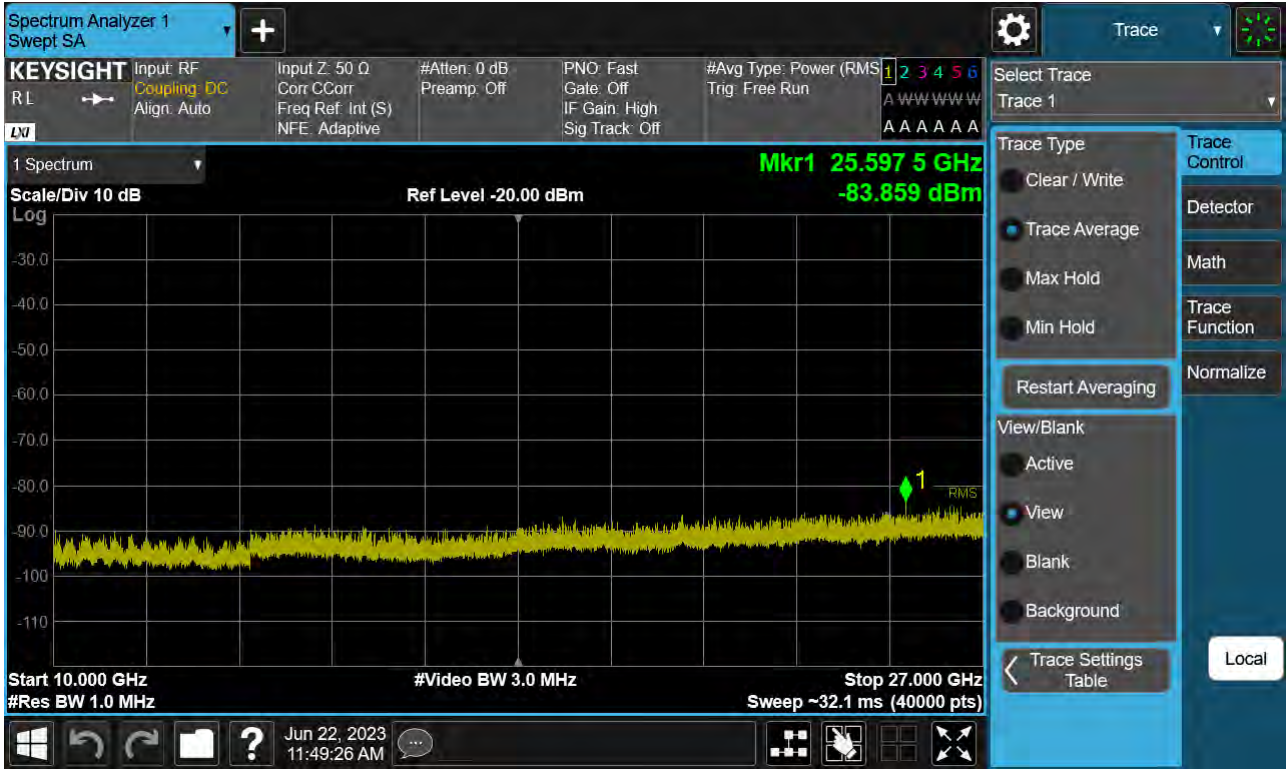 Spectrum Analyzer 1
Swept SA
Trace
KEYSIGHT
R L
LXI
Input: RF
Coupling: DC
Align: Auto
Input Z: 50 Ω
Corr CCorr
Freq Ref: Int (S)
NFE: Adaptive
#Atten: 0 dB
Preamp: Off
PNO: Fast
Gate: Off
IF Gain: High
Sig Track: Off
#Avg Type: Power (RMS
Trig: Free Run
1 2 3 4 5 6
A W W W W W
A A A A A A
Select Trace
Trace 1
1 Spectrum
Scale/Div 10 dB
Ref Level -20.00 dBm
Mkr1 25.597 5 GHz
-83.859 dBm
Log
-30.0
-40.0
-50.0
-60.0
-70.0
-80.0
-90.0
-100
-110
1
RMS
Start 10.000 GHz
#Video BW 3.0 MHz
Stop 27.000 GHz
#Res BW 1.0 MHz
Sweep ~32.1 ms (40000 pts)
Trace Type
Clear / Write
Trace Average
Max Hold
Min Hold
Restart Averaging
View/Blank
Active
View
Blank
Background
Trace Settings
Table
Trace
Control
Detector
Math
Trace
Function
Normalize
Local
?
Jun 22, 2023
11:49:26 AM